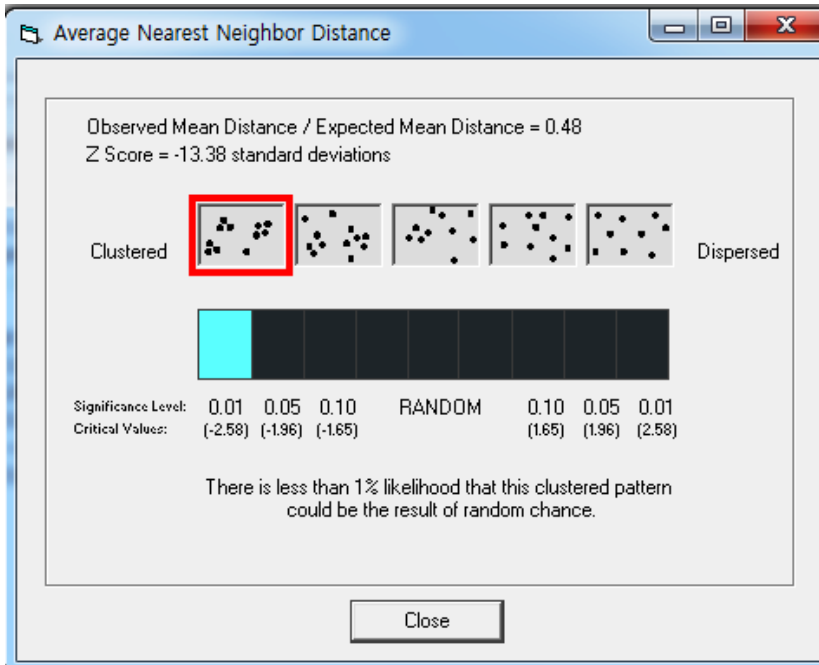 Average Nearest Neighbor Distance
Observed Mean Distance / Expected Mean Distance = 0.48
Z Score = -13.38 standard deviations
Clustered
Dispersed
Significance Level: 0.01 0.05 0.10 RANDOM 0.10 0.05 0.01
Critical Values: (-2.58) (-1.96) (-1.65) (1.65) (1.96) (2.58)
There is less than 1% likelihood that this clustered pattern
could be the result of random chance.
Close